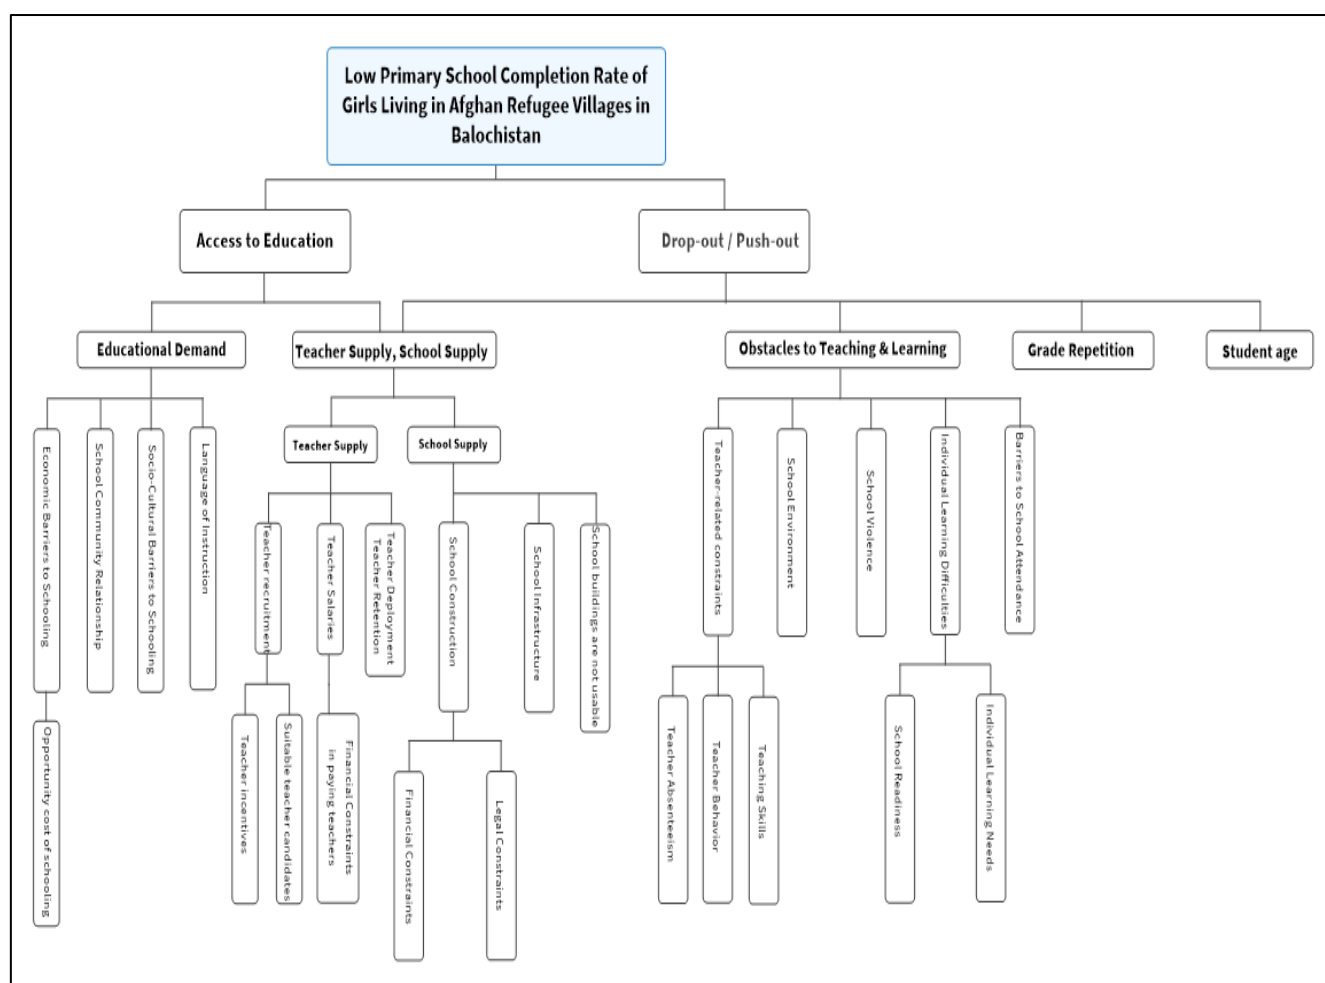 Low Primary School Completion Rate of
Girls Living in Afghan Refugee Villages in
Balochistan
Access to Education
Drop-out / Push-out
Educational Demand
Teacher Supply, School Supply
Obstacles to Teaching & Learning
Grade Repetition
Student age
Teacher Supply
School Supply
Economic Barriers to Schooling
School Community Relationship
Socio-Cultural Barriers to Schooling
Language of Instruction
Teacher recruitment
Teacher Salaries
Teacher Deployment
Teacher Retention
School Construction
School Infrastructure
School buildings are not usable
Teacher-related constraints
School Environment
School Violence
Individual Learning Difficulties
Barriers to School Attendance
Opportunity cost of schooling
Teacher incentives
Suitable teacher candidates
Financial Constraints
in paying teachers
Financial Constraints
Legal Constraints
Teacher Absenteeism
Teacher Behavior
Teaching Skills
School Readiness
Individual Learning Needs